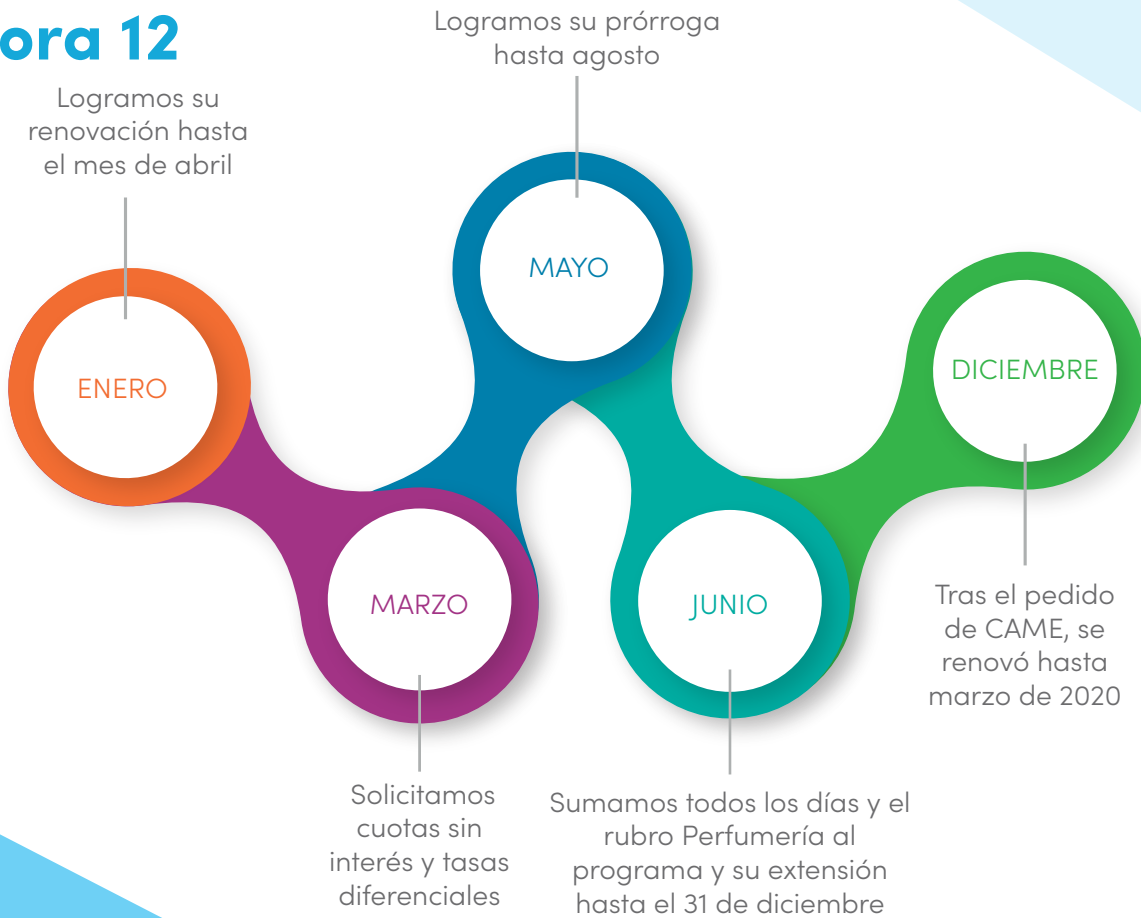 ora 12
Logramos su
renovación hasta
el mes de abril
ENERO
Solicitamos
cuotas sin
interés y tasas
diferenciales
MARZO
Logramos su prórroga
hasta agosto
MAYO
Sumamos todos los días y el
rubro Perfumería al
programa y su extensión
hasta el 31 de diciembre
JUNIO
DICIEMBRE
Tras el pedido
de CAME, se
renovó hasta
marzo de 2020